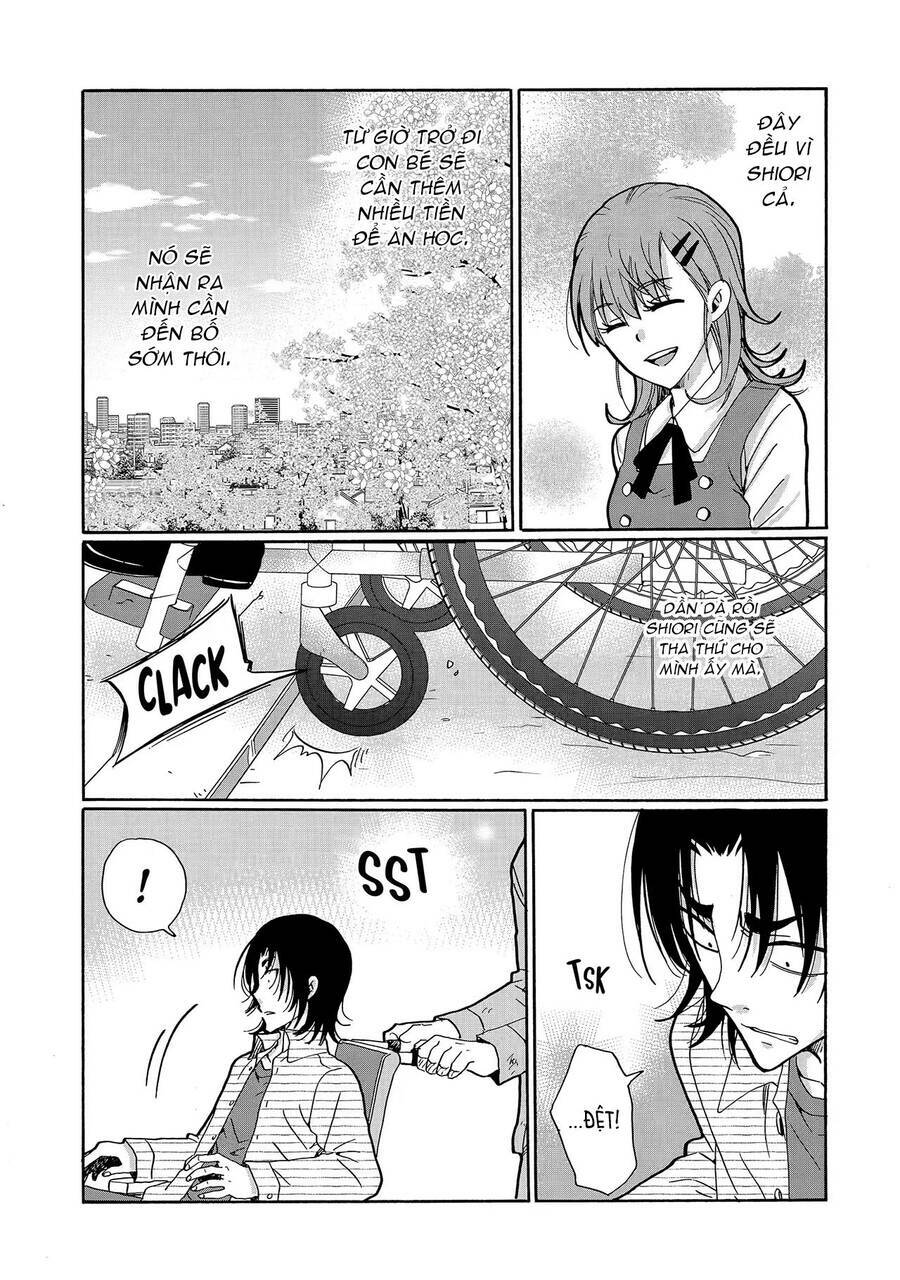 ĐÂY
ĐỀU VÌ
SHIORI
CẢ.
TỪ GIỜ TRỞ ĐI
CON BÉ SẼ
CẦN THÊM
NHIỀU TIỀN
ĐỂ ĂN HỌC.
NÓ SẼ
NHẬN RA
MÌNH CẦN
ĐẾN BỐ
SỚM THÔI.
DẦN DÀ RỒI
SHIORI CŨNG SẼ
THA THỨ CHO
MÌNH ẤY MÀ.
CLACK
TSK
...ĐỆT!
SST
!